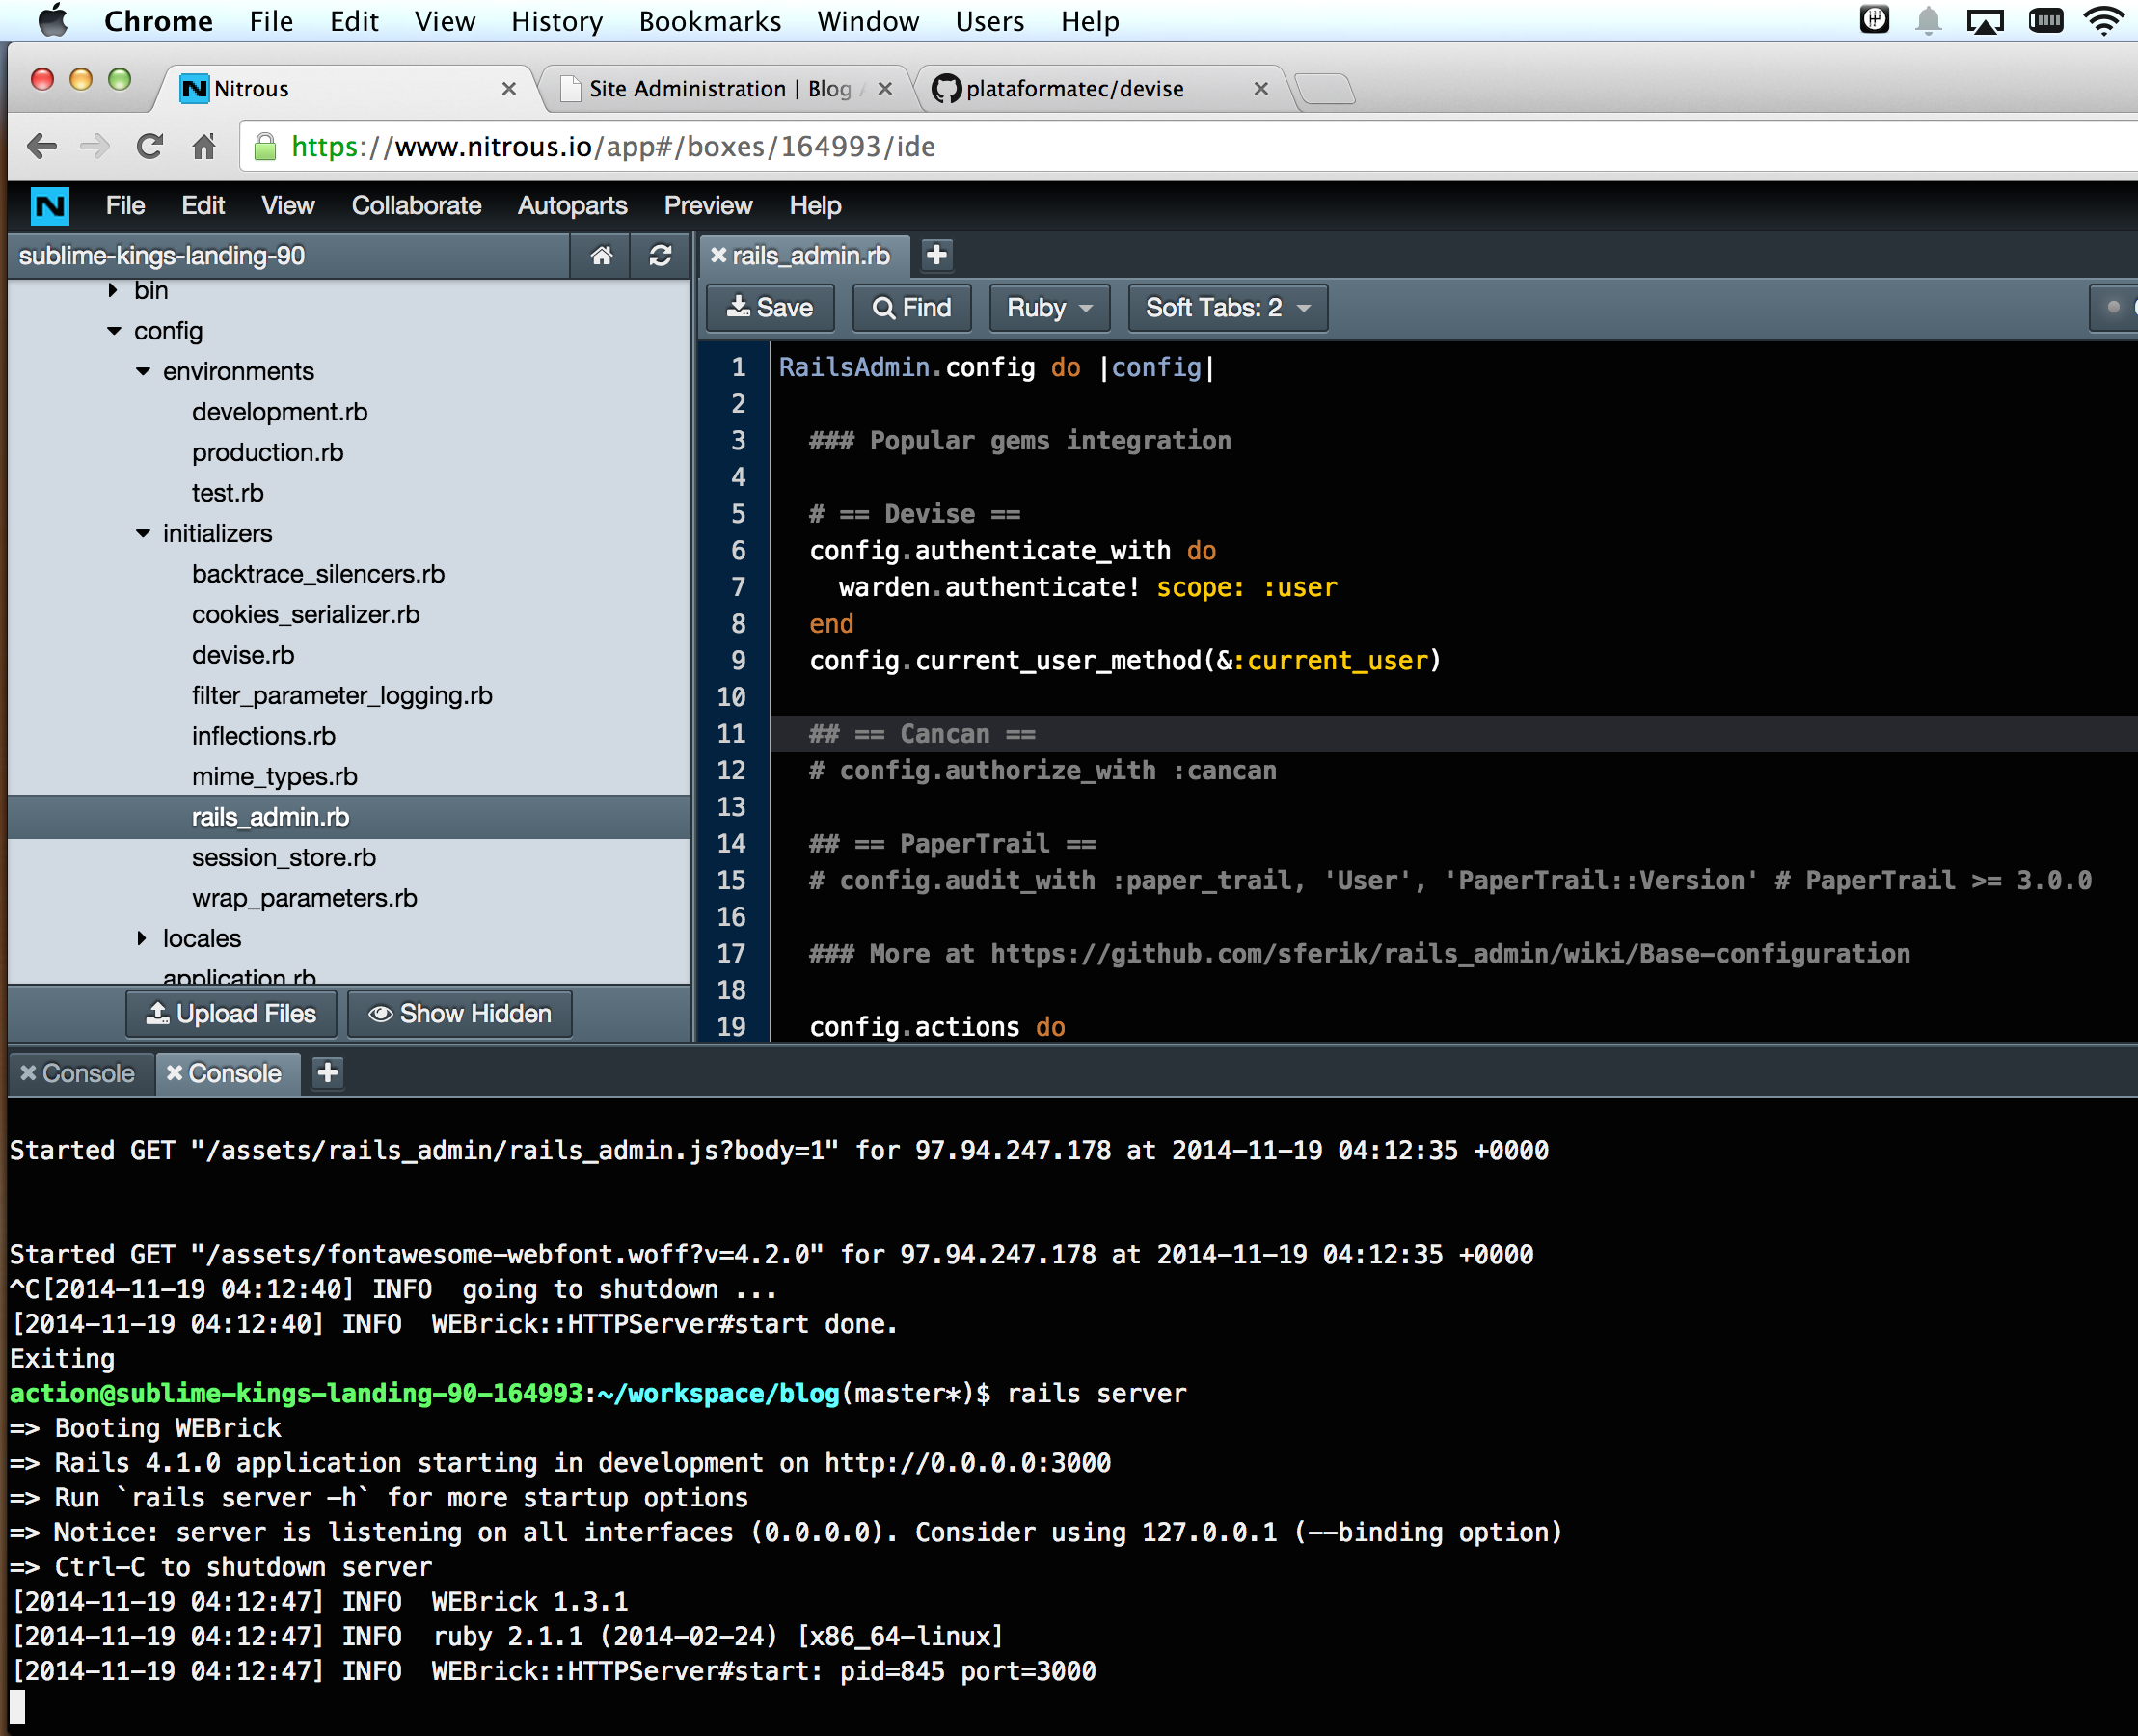 Chrome File Edit View History Bookmarks Window Users Help
Nitrous Site Administration | Blog plataformatec/devise
https://www.nitrous.io/app#/boxes/164993/ide
N File Edit View Collaborate Autoparts Preview Help
sublime-kings-landing-90
bin
config
environments
development.rb
production.rb
test.rb
initializers
backtrace_silencers.rb
cookies_serializer.rb
devise.rb
filter_parameter_logging.rb
inflections.rb
mime_types.rb
rails_admin.rb
session_store.rb
wrap_parameters.rb
locales
application.rb
Upload Files Show Hidden
rails_admin.rb
Save Find Ruby Soft Tabs: 2
1 RailsAdmin.config do |config|
2
3 ### Popular gems integration
4
5 # == Devise ==
6 config.authenticate_with do
7 warden.authenticate! scope: :user
8 end
9 config.current_user_method(&:current_user)
10
11 ## == Cancan ==
12 # config.authorize_with :cancan
13
14 ## == PaperTrail ==
15 # config.audit_with :paper_trail, 'User', 'PaperTrail::Version' # PaperTrail >= 3.0.0
16
17 ### More at https://github.com/sferik/rails_admin/wiki/Base-configuration
18
19 config.actions do
Console Console
Started GET "/assets/rails_admin/rails_admin.js?body=1" for 97.94.247.178 at 2014-11-19 04:12:35 +0000
Started GET "/assets/fontawesome-webfont.woff?v=4.2.0" for 97.94.247.178 at 2014-11-19 04:12:35 +0000
^C[2014-11-19 04:12:40] INFO going to shutdown ...
[2014-11-19 04:12:40] INFO WEBrick::HTTPServer#start done.
Exiting
action@sublime-kings-landing-90-164993:~/workspace/blog(master*)$ rails server
=> Booting WEBrick
=> Rails 4.1.0 application starting in development on http://0.0.0.0:3000
=> Run `rails server -h` for more startup options
=> Notice: server is listening on all interfaces (0.0.0.0). Consider using 127.0.0.1 (--binding option)
=> Ctrl-C to shutdown server
[2014-11-19 04:12:47] INFO WEBrick 1.3.1
[2014-11-19 04:12:47] INFO ruby 2.1.1 (2014-02-24) [x86_64-linux]
[2014-11-19 04:12:47] INFO WEBrick::HTTPServer#start: pid=845 port=3000